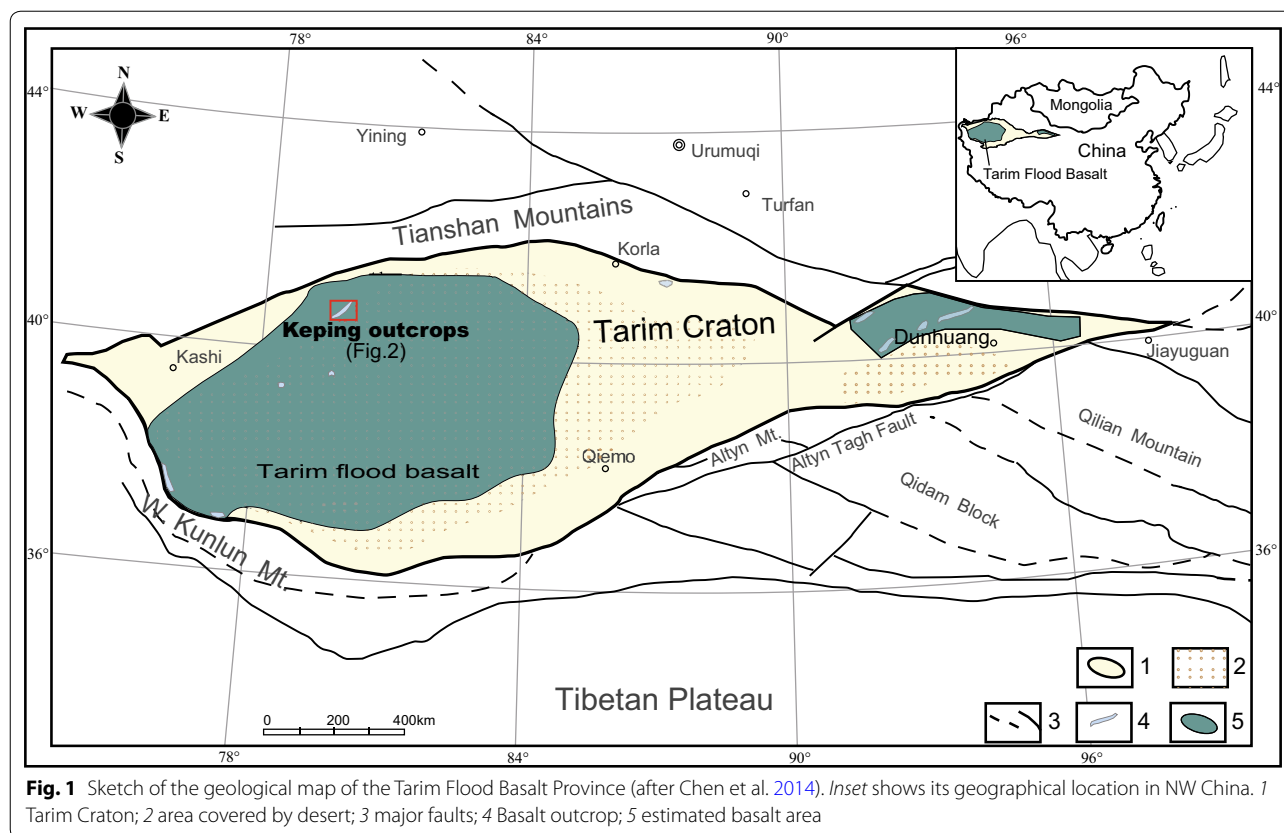 78°
84°
90°
96°
44°
44°
N
W
E
S
Mongolia
China
Tarim Flood Basalt
Yining
Urumuqi
Turfan
Tianshan Mountains
Korla
40°
40°
Keping outcrops
(Fig.2)
Tarim Craton
Kashi
Dunhuang
Jiayuguan
Tarim flood basalt
Qiemo
Altyn Mt.
Altyn Tagh Fault
Qilian Mountain
Qidam Block
W. Kunlun Mt.
36°
36°
1
2
Tibetan Plateau
0 200 400km
3
4
5
78°
84°
90°
96°
Fig. 1 Sketch of the geological map of the Tarim Flood Basalt Province (after Chen et al. 2014). Inset shows its geographical location in NW China. 1
Tarim Craton; 2 area covered by desert; 3 major faults; 4 Basalt outcrop; 5 estimated basalt area